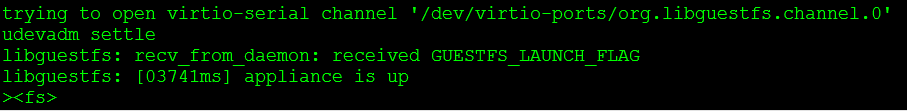 trying to open virtio-serial channel '/dev/virtio-ports/org.libguestfs.channel.0'
udevadm settle
libguestfs: recv_from_daemon: received GUESTFS_LAUNCH_FLAG
libguestfs: [03741ms] appliance is up
><fs>